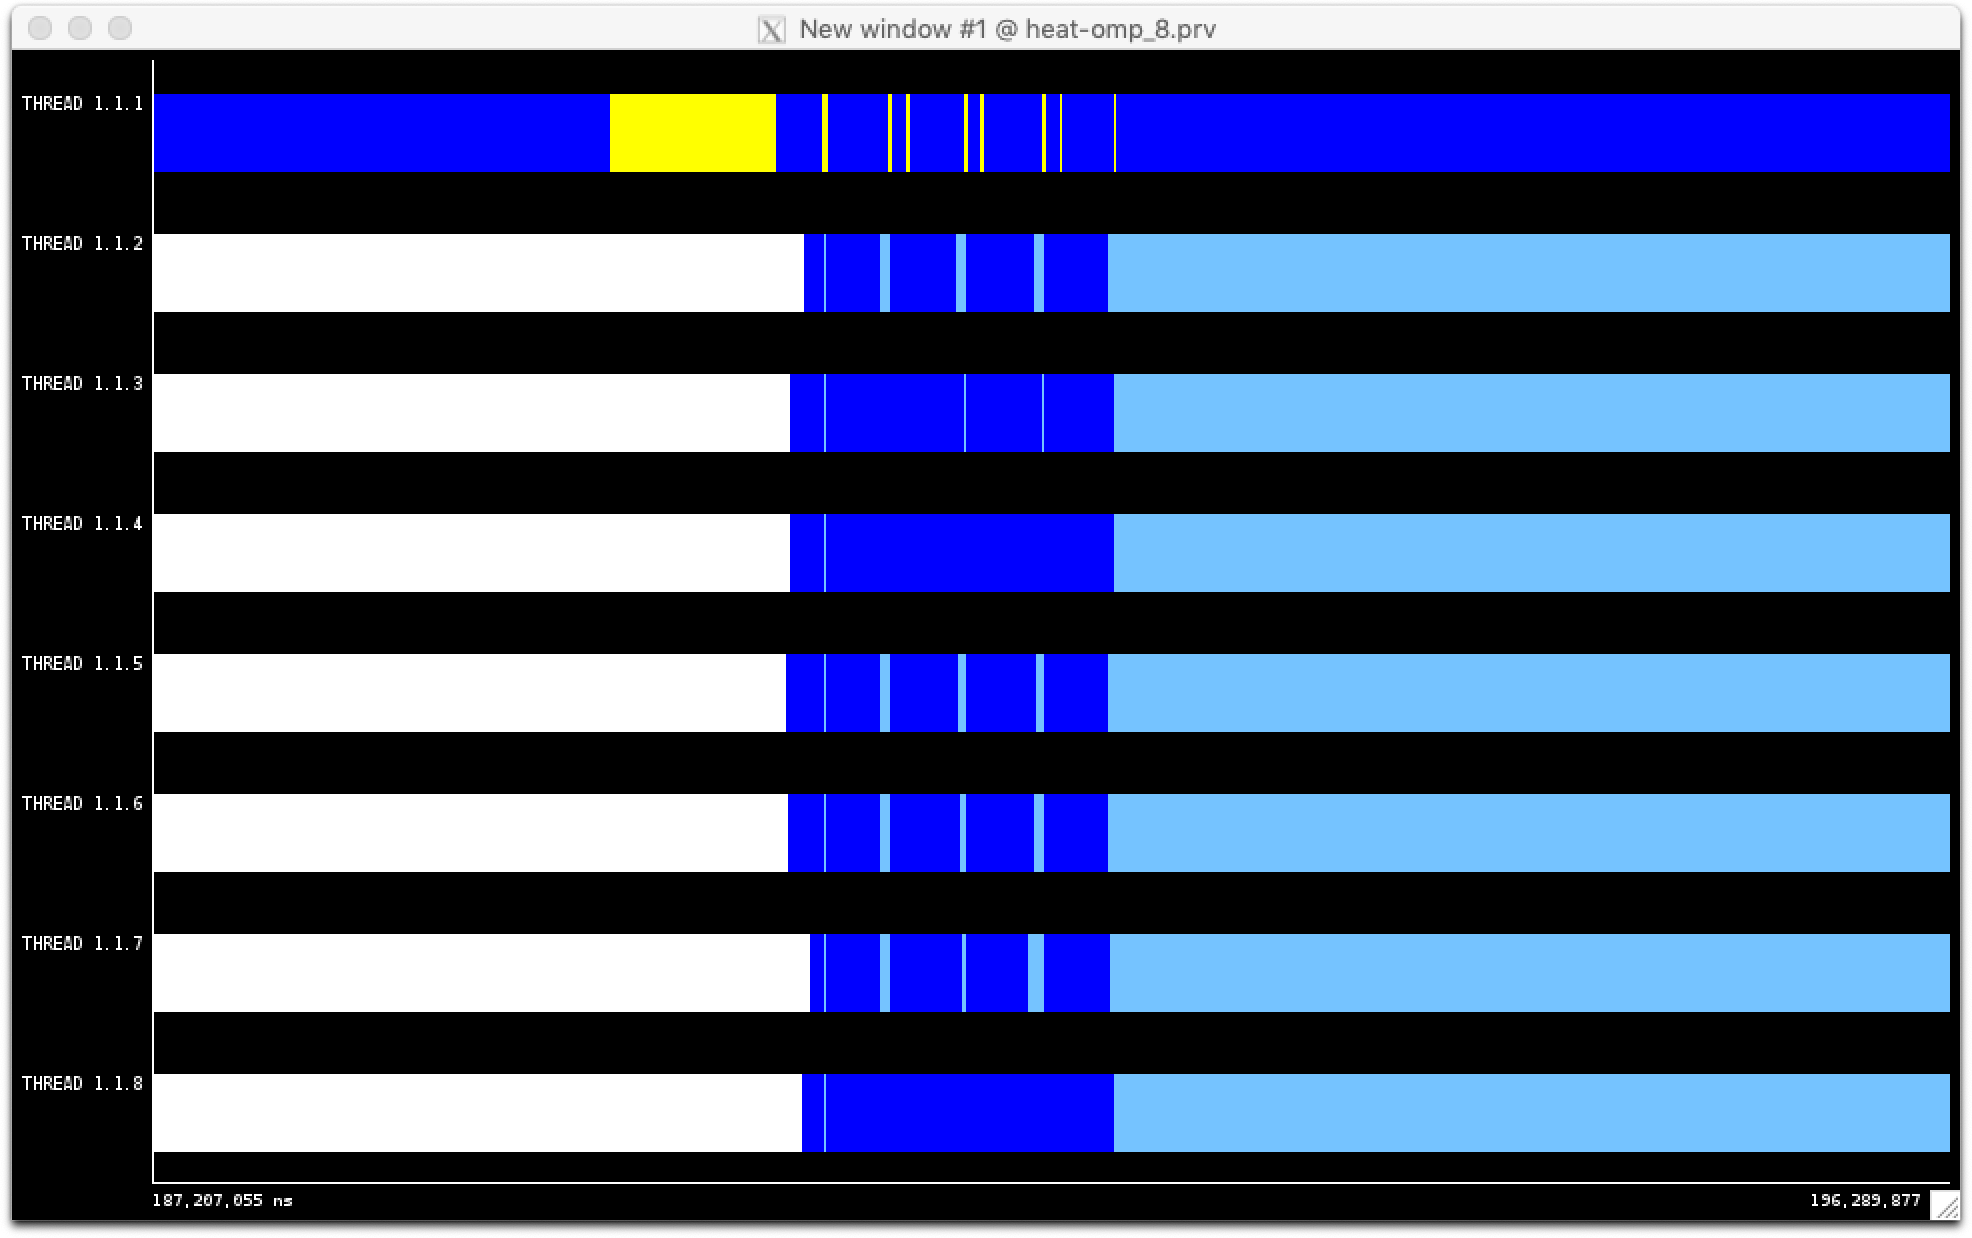 New window #1 @ heat-omp_8.prv
THREAD 1.1.1
THREAD 1.1.2
THREAD 1.1.3
THREAD 1.1.4
THREAD 1.1.5
THREAD 1.1.6
THREAD 1.1.7
THREAD 1.1.8
187,207,055 ns 196,289,877